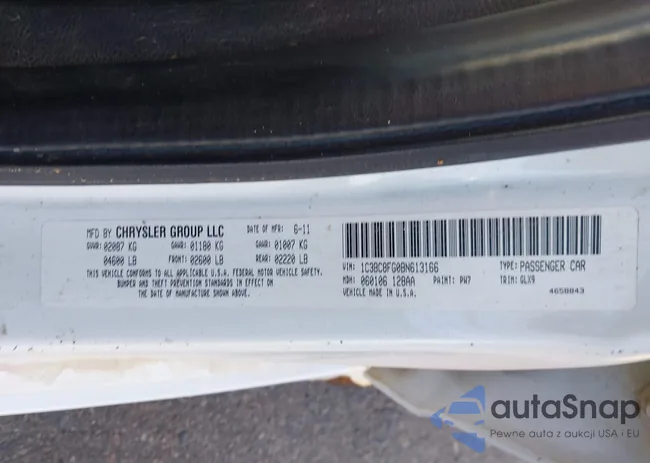 MFD BY CHRYSLER GROUP LLC DATE OF MFR: 6-11
GVWR: 02087 KG GAWR: 01180 KG GAWR: 01007 KG
04600 LB FRONT: 02600 LB REAR: 02220 LB
THIS VEHICLE CONFORMS TO ALL APPLICABLE U.S.A. FEDERAL MOTOR VEHICLE SAFETY,
BUMPER AND THEFT PREVENTION STANDARDS IN EFFECT ON
THE DATE OF MANUFACTURE SHOWN ABOVE.
VIN: 1C3BC8FG0BN613166 TYPE: PASSENGER CAR
MDH: 060106 128AA PAINT: PW7 TRIM: GLX9
VEHICLE MADE IN U.S.A. 4658843
autaSnap
Pewne auta z aukcji USA i EU